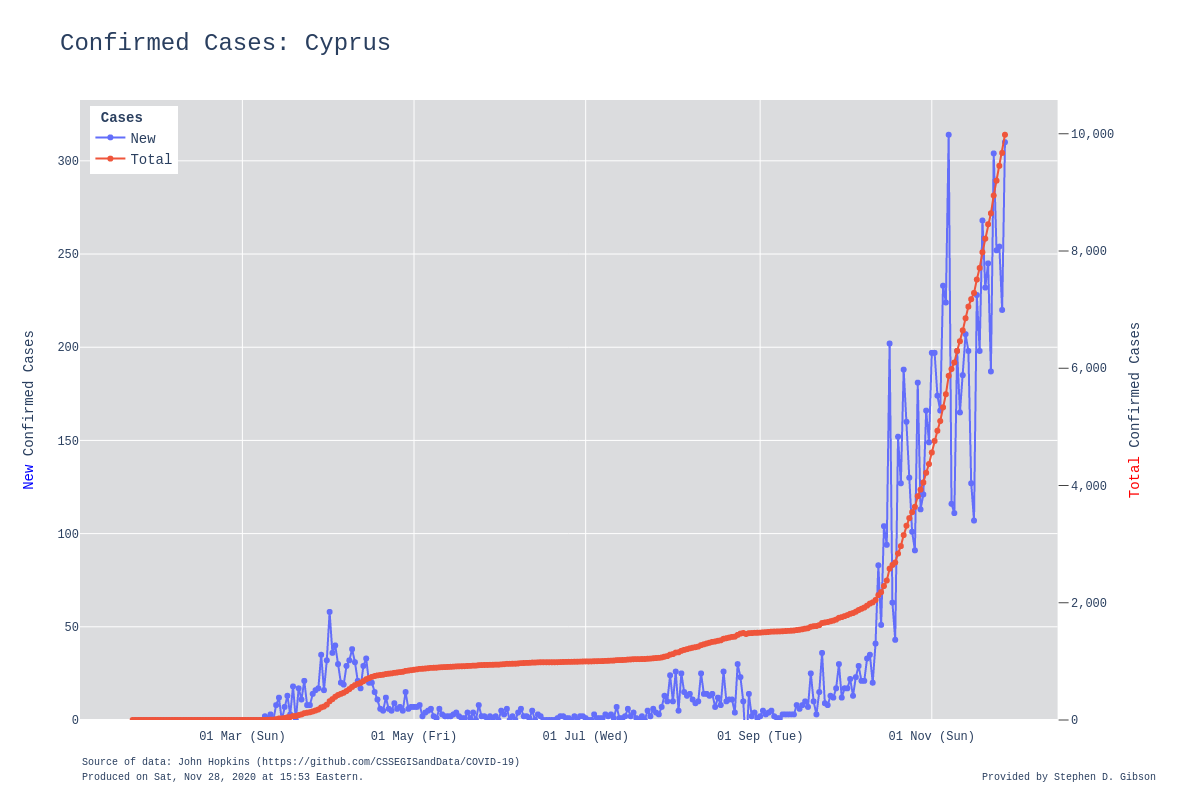 Confirmed Cases: Cyprus
Cases
New
Total
300
250
200
150
100
50
0
10,000
8,000
6,000
4,000
2,000
0
New Confirmed Cases
Total Confirmed Cases
01 Mar (Sun) 01 May (Fri) 01 Jul (Wed) 01 Sep (Tue) 01 Nov (Sun)
Source of data: John Hopkins (https://github.com/CSSEGISandData/COVID-19)
Produced on Sat, Nov 28, 2020 at 15:53 Eastern.
Provided by Stephen D. Gibson